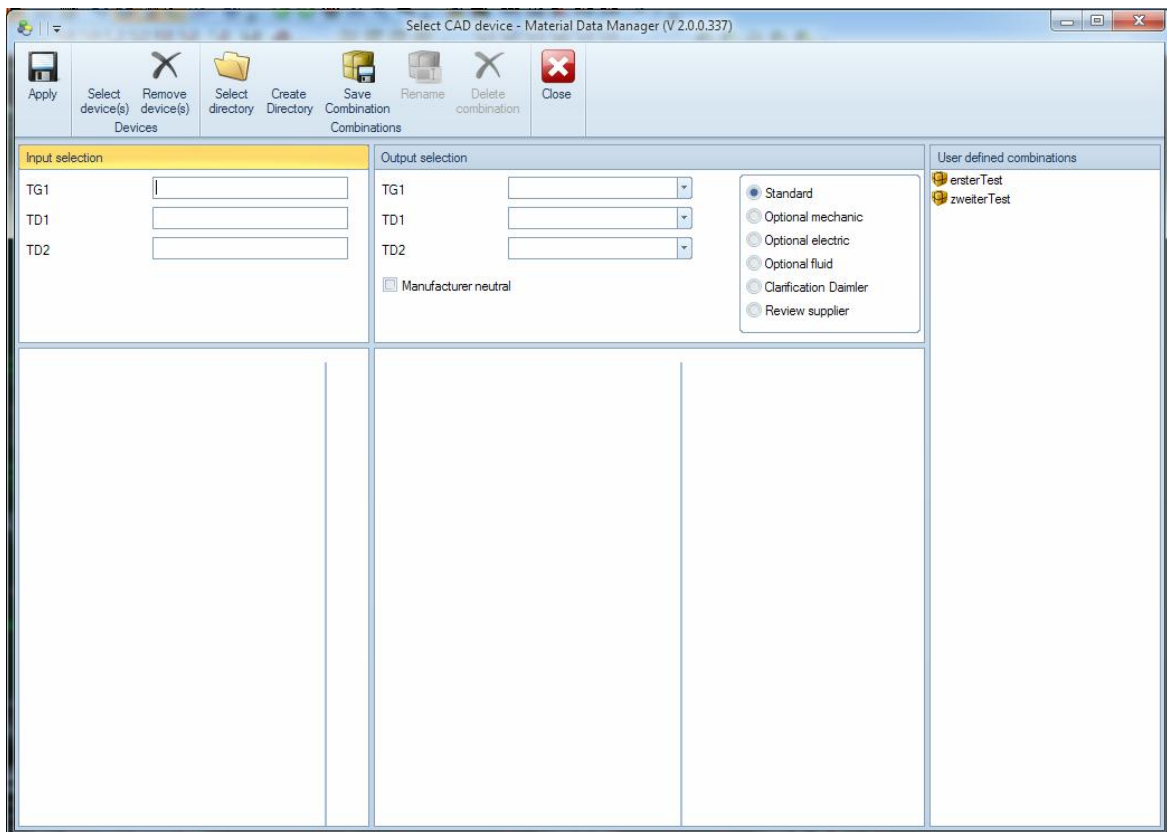 Select CAD device - Material Data Manager (V 2.0.0.337)
Apply
Select device(s)
Remove device(s)
Devices
Select directory
Create Directory
Save Combination
Rename
Delete combination
Combinations
Close
Input selection
TG1
TD1
TD2
Output selection
TG1
TD1
TD2
Manufacturer neutral
Standard
Optional mechanic
Optional electric
Optional fluid
Clarification Daimler
Review supplier
User defined combinations
ersterTest
zweiterTest